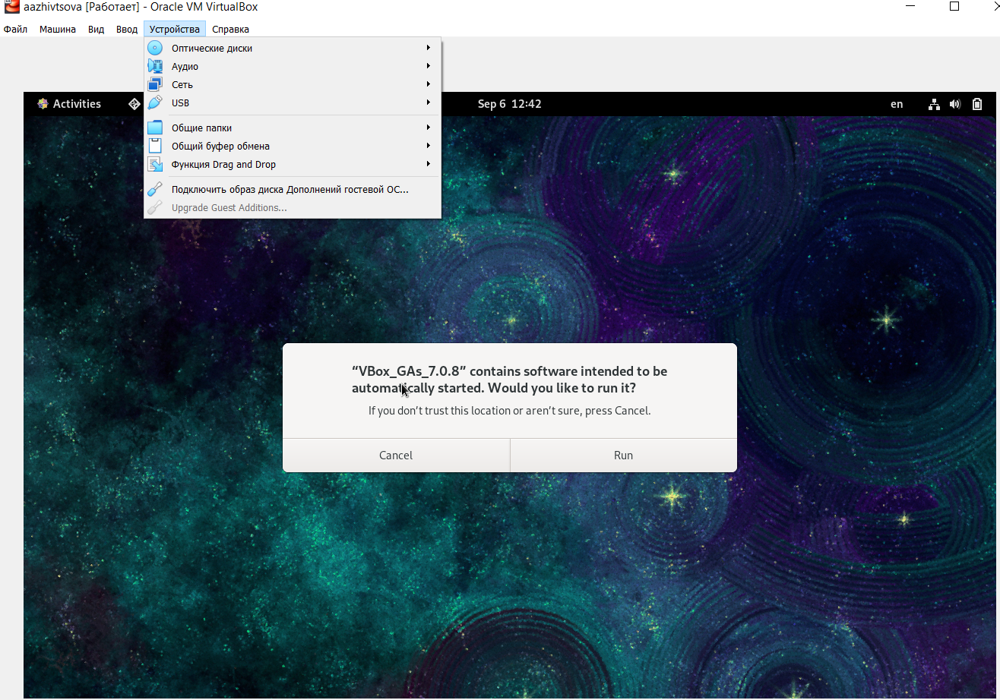 aazhivtsova [Работает] - Oracle VM VirtualBox
Файл Машина Вид Ввод Устройства Справка
Оптические диски
Аудио
Сеть
USB
Общие папки
Общий буфер обмена
Функция Drag and Drop
Подключить образ диска Дополнений гостевой ОС...
Upgrade Guest Additions...
Activities Sep 6 12:42 en
“VBox_GAs_7.0.8” contains software intended to be
automatically started. Would you like to run it?
If you don’t trust this location or aren’t sure, press Cancel.
Cancel Run